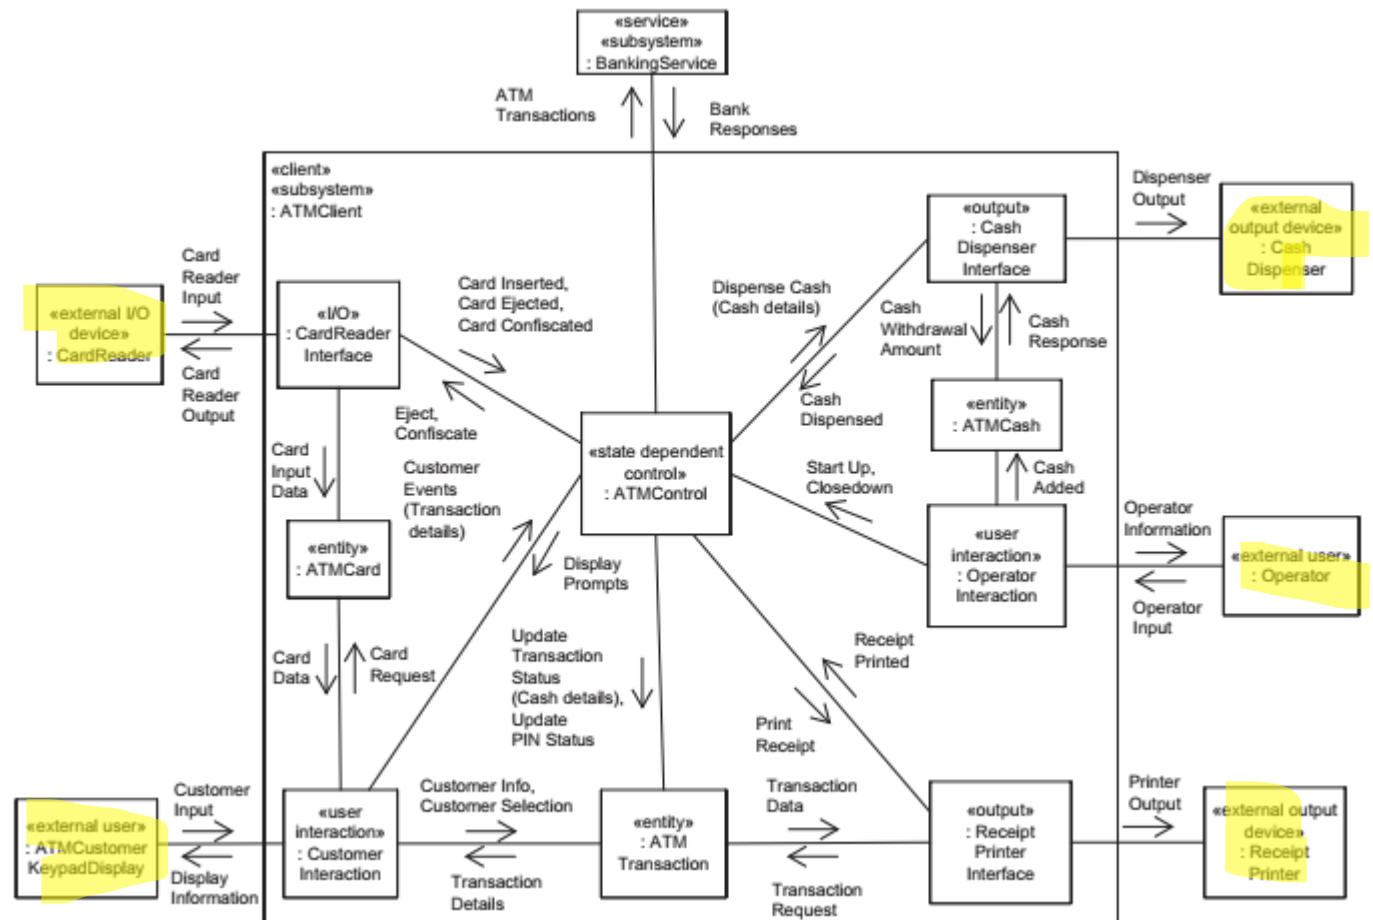 «service»
«subsystem»
: BankingService
ATM
Transactions
Bank
Responses
«client»
«subsystem»
: ATMClient
Dispenser
Output
«output»
: Cash
Dispenser
Interface
«external
output device»
: Cash
Dispenser
Card
Reader
Input
«external I/O
device»
: CardReader
Card
Reader
Output
«I/O»
: CardReader
Interface
Card Inserted,
Card Ejected,
Card Confiscated
Eject,
Confiscate
Dispense Cash
(Cash details)
Cash
Dispensed
Cash
Withdrawal
Amount
Cash
Response
«entity»
: ATMCash
«state dependent
control»
: ATMControl
Start Up,
Closedown
Cash
Added
Card
Input
Data
Customer
Events
(Transaction
details)
«entity»
: ATMCard
Display
Prompts
«user
interaction»
: Operator
Interaction
Operator
Information
«external user»
: Operator
Operator
Input
Card
Data
Card
Request
Update
Transaction
Status
(Cash details),
Update
PIN Status
Receipt
Printed
Print
Receipt
Customer
Input
«external user»
: ATMCustomer
KeypadDisplay
Display
Information
«user
interaction»
: Customer
Interaction
Customer Info,
Customer Selection
Transaction
Details
«entity»
: ATM
Transaction
Transaction
Data
Transaction
Request
«output»
: Receipt
Printer
Interface
Printer
Output
«external output
device»
: Receipt
Printer